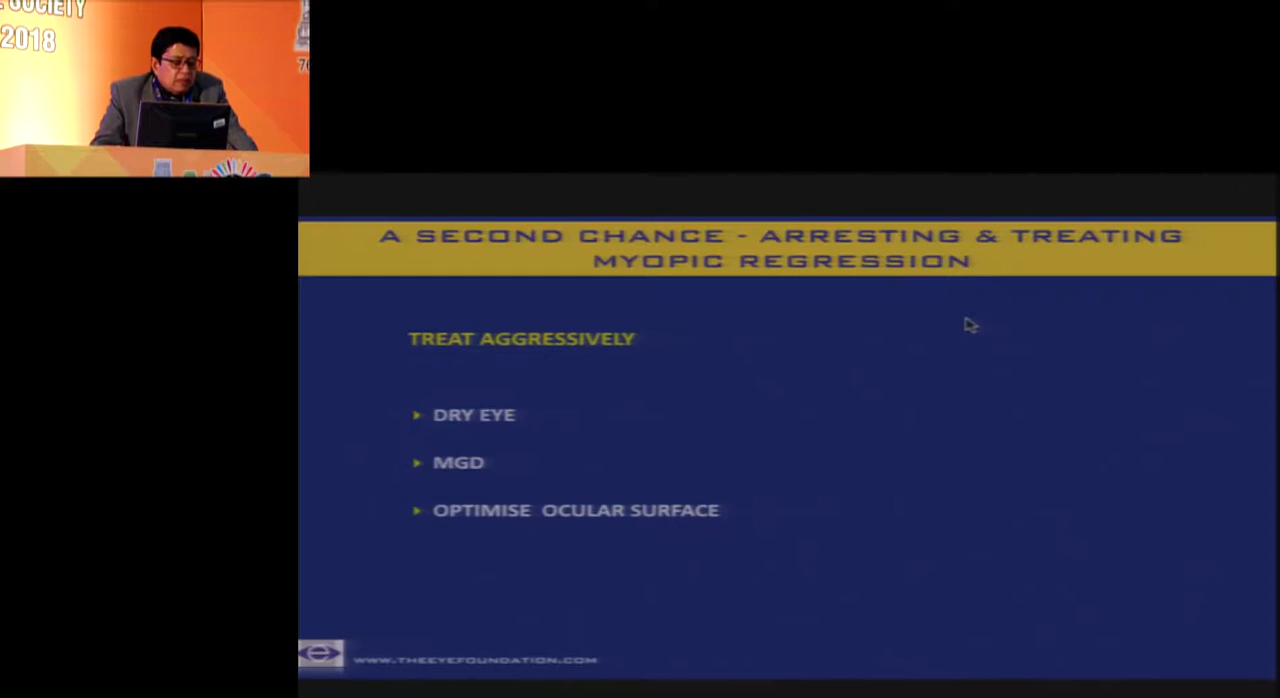 SOCIETY
2018
A SECOND CHANCE - ARRESTING & TREATING
MYOPIC REGRESSION
TREAT AGGRESSIVELY
DRY EYE
MGD
OPTIMISE OCULAR SURFACE
e
WWW.THEEYEFOUNDATION.COM